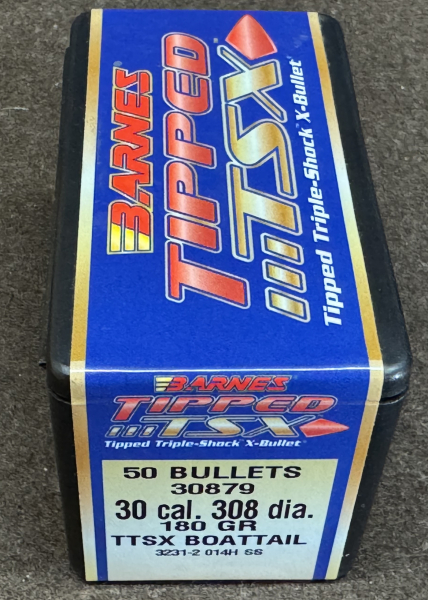 BARNES
TIPPED
TSX
Tipped Triple-Shock X-Bullet
BARNES
TIPPED
TSX
Tipped Triple-Shock X-Bullet
50 BULLETS
30879
30 cal. 308 dia.
180 GR
TTSX BOATTAIL
3231-2 014H SS